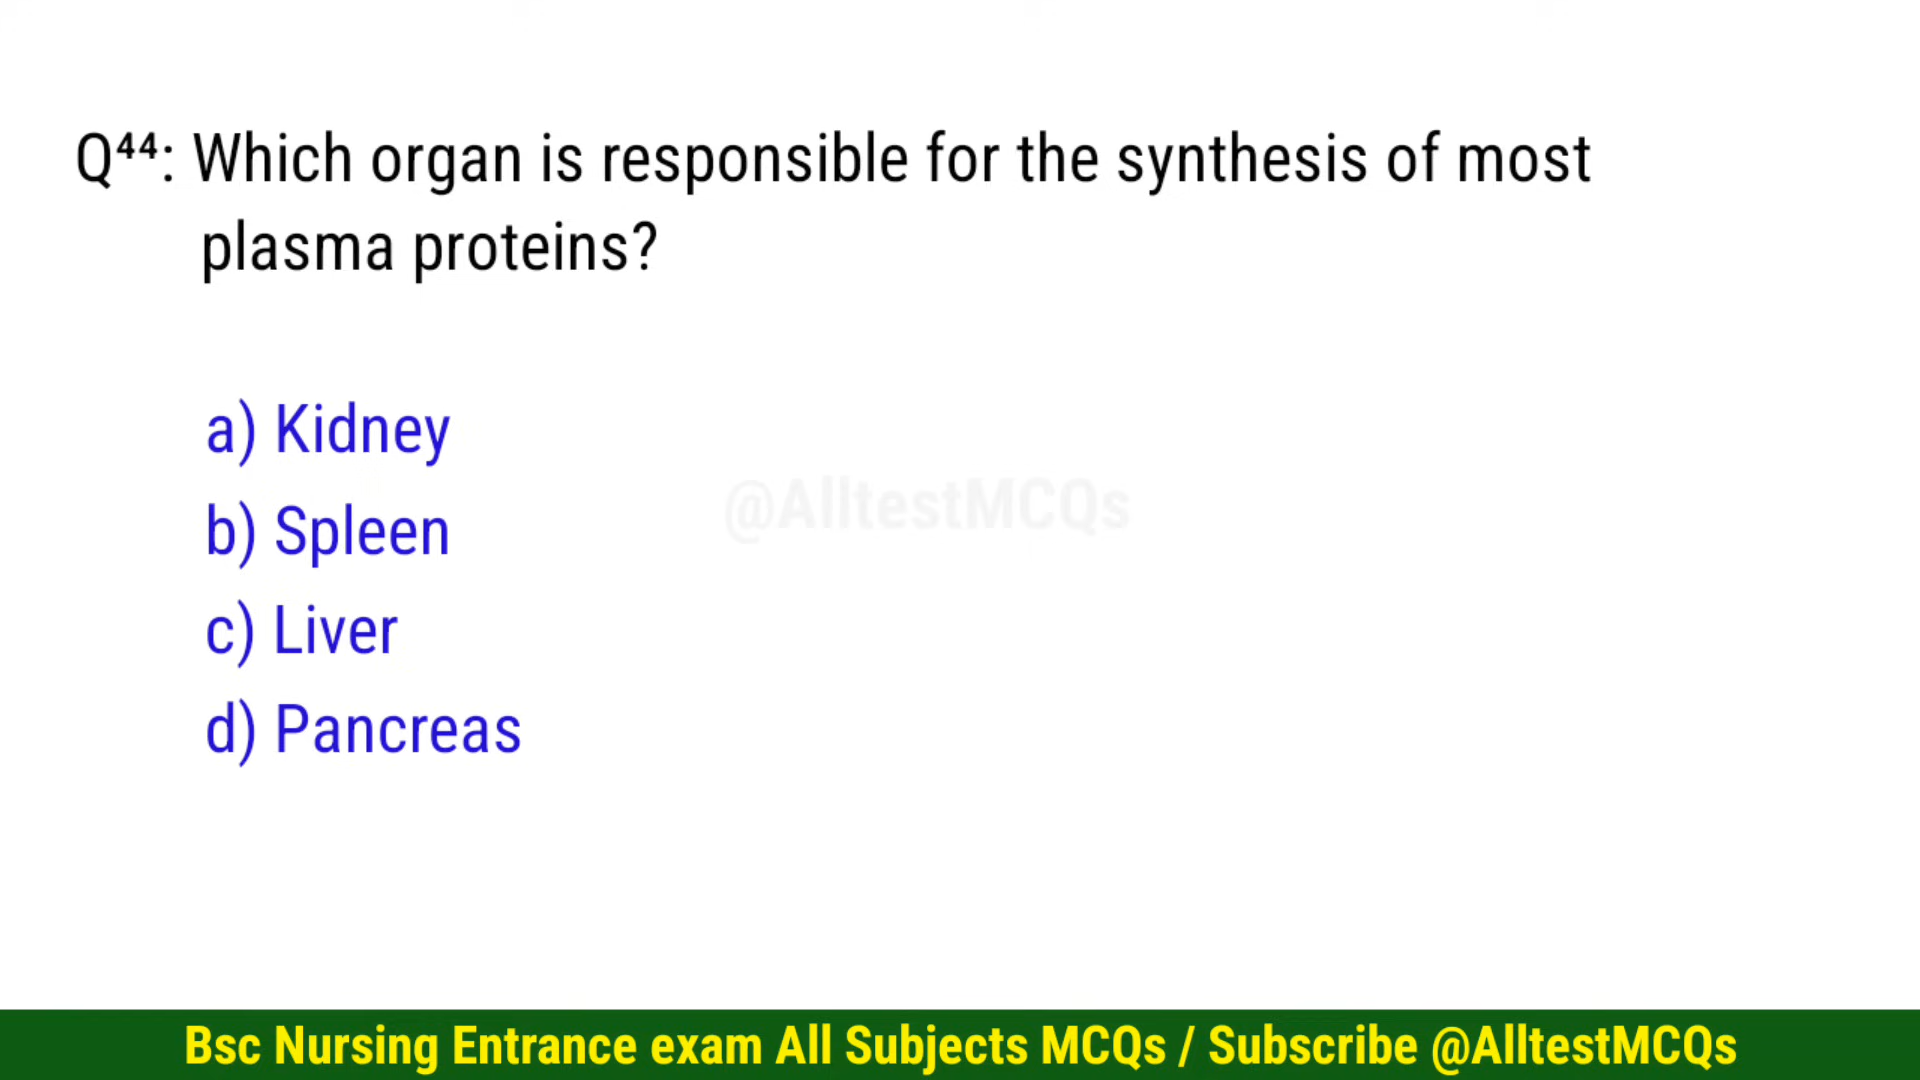 Q⁴⁴: Which organ is responsible for the synthesis of most
plasma proteins?
a) Kidney
b) Spleen
@AlltestMCQs
c) Liver
d) Pancreas
Bsc Nursing Entrance exam All Subjects MCQs / Subscribe @AlltestMCQs